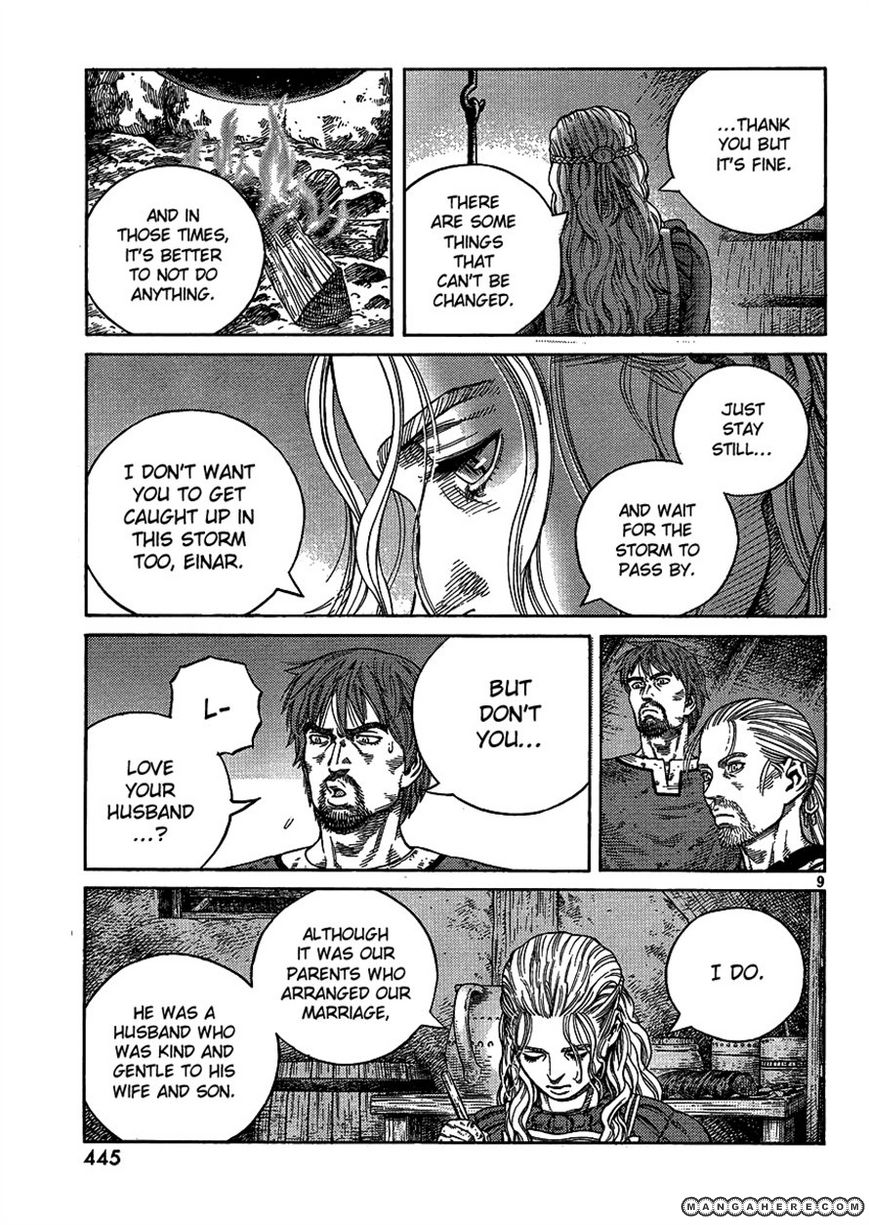 ...THANK
YOU BUT
IT'S FINE.
THERE
ARE SOME
THINGS
THAT
CAN'T BE
CHANGED.
AND IN
THOSE TIMES,
IT'S BETTER
TO NOT DO
ANYTHING.
JUST
STAY
STILL...
AND WAIT
FOR THE
STORM TO
PASS BY.
I DON'T WANT
YOU TO GET
CAUGHT UP IN
THIS STORM
TOO, EINAR.
BUT
DON'T
YOU...
L-
LOVE
YOUR
HUSBAND
...?
9
I DO.
ALTHOUGH
IT WAS OUR
PARENTS WHO
ARRANGED OUR
MARRIAGE,
HE WAS A
HUSBAND WHO
WAS KIND AND
GENTLE TO HIS
WIFE AND SON.
445
MANGAHERE.COM